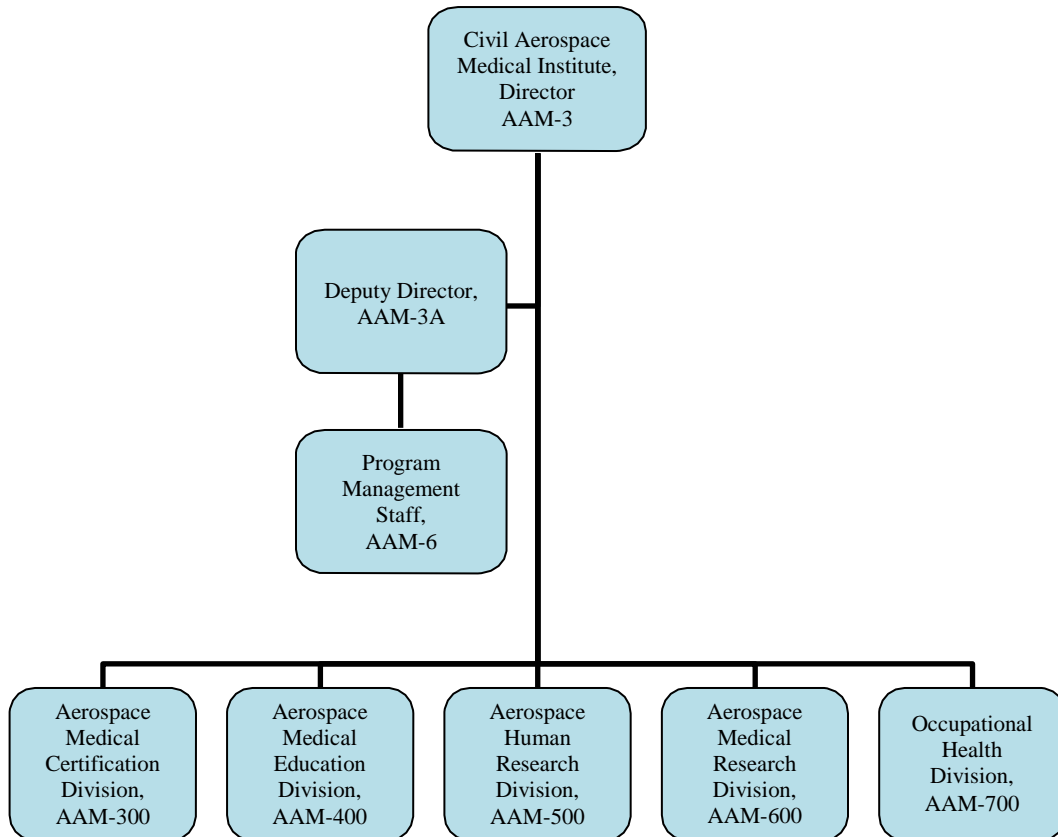 Civil Aerospace
Medical Institute,
Director
AAM-3
Deputy Director,
AAM-3A
Program
Management
Staff,
AAM-6
Aerospace
Medical
Certification
Division,
AAM-300
Aerospace
Medical
Education
Division,
AAM-400
Aerospace
Human
Research
Division,
AAM-500
Aerospace
Medical
Research
Division,
AAM-600
Occupational
Health
Division,
AAM-700